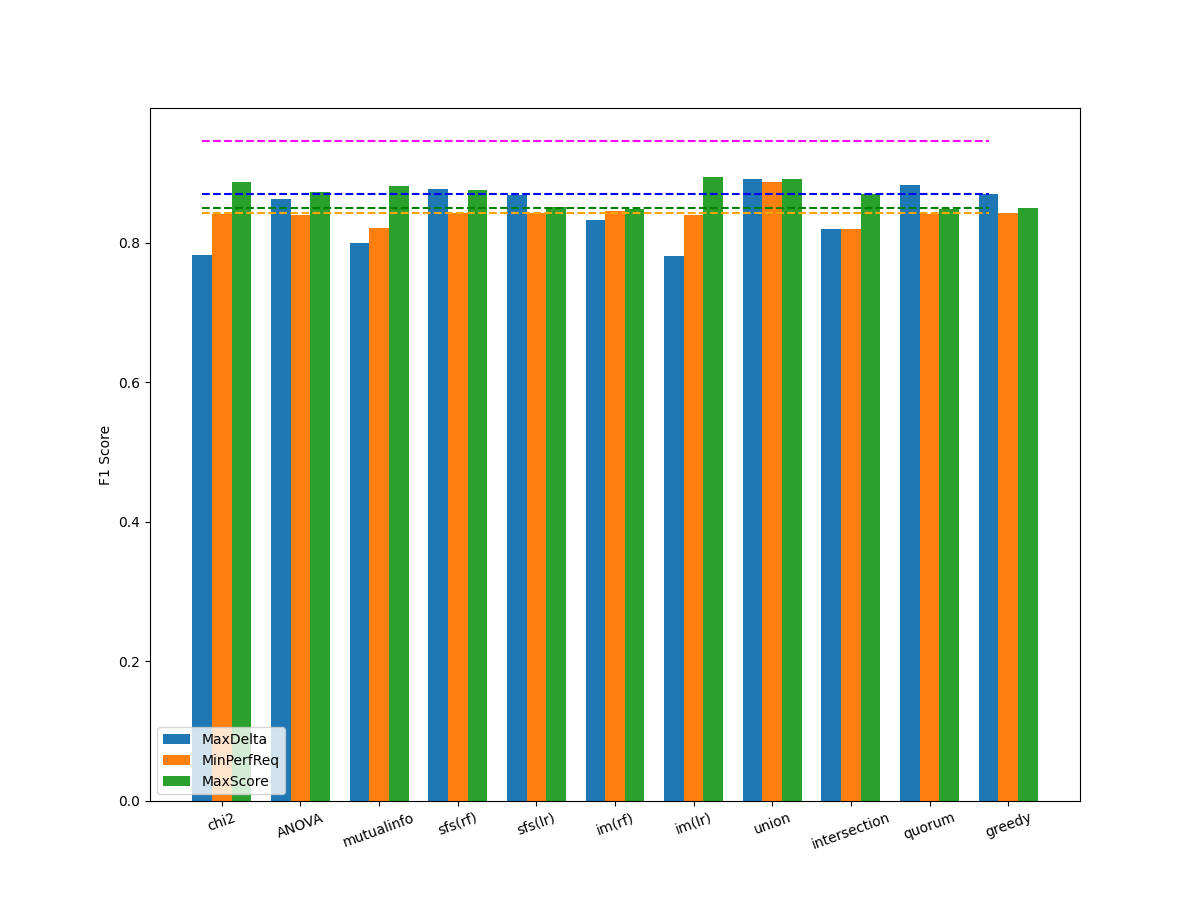 F1 Score
0.8
0.6
0.4
0.2
0.0
MaxDelta
MinPerfReq
MaxScore
chi2
ANOVA
mutualinfo
sfs(rf)
sfs(lr)
im(rf)
im(lr)
union
intersection
quorum
greedy